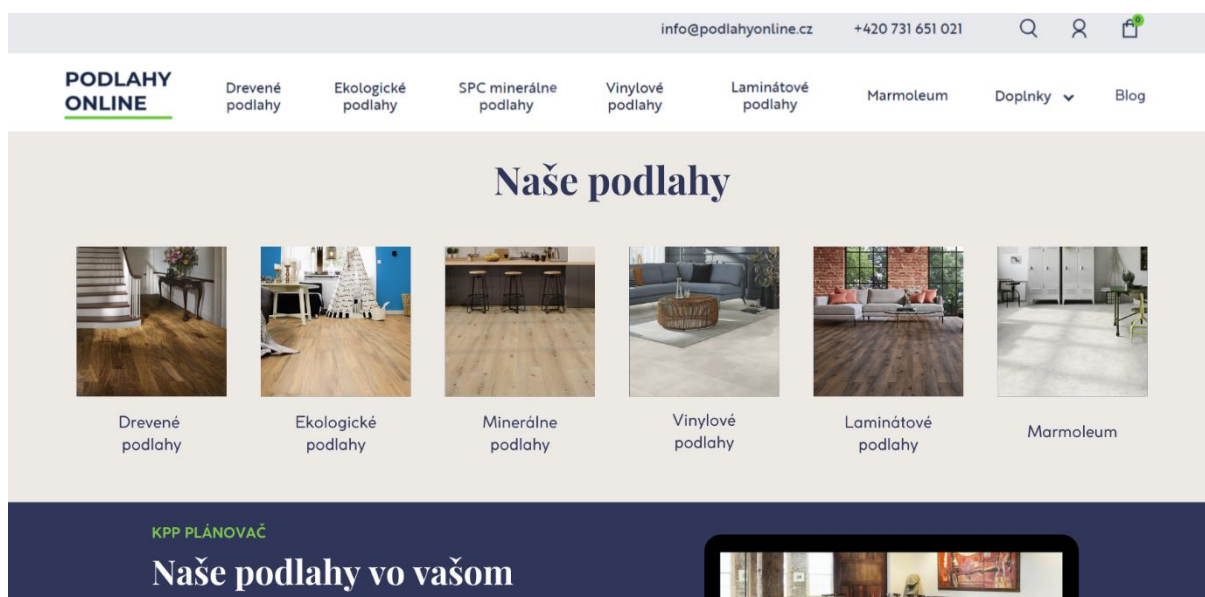 info@podlahyonline.cz +420 731 651 021 0
PODLAHY
ONLINE
Drevené
podlahy
Ekologické
podlahy
SPC minerálne
podlahy
Vinylové
podlahy
Laminátové
podlahy
Marmoleum
Doplnky
Blog
Naše podlahy
Drevené
podlahy
Ekologické
podlahy
Minerálne
podlahy
Vinylové
podlahy
Laminátové
podlahy
Marmoleum
KPP PLÁNOVAČ
Naše podlahy vo vašom